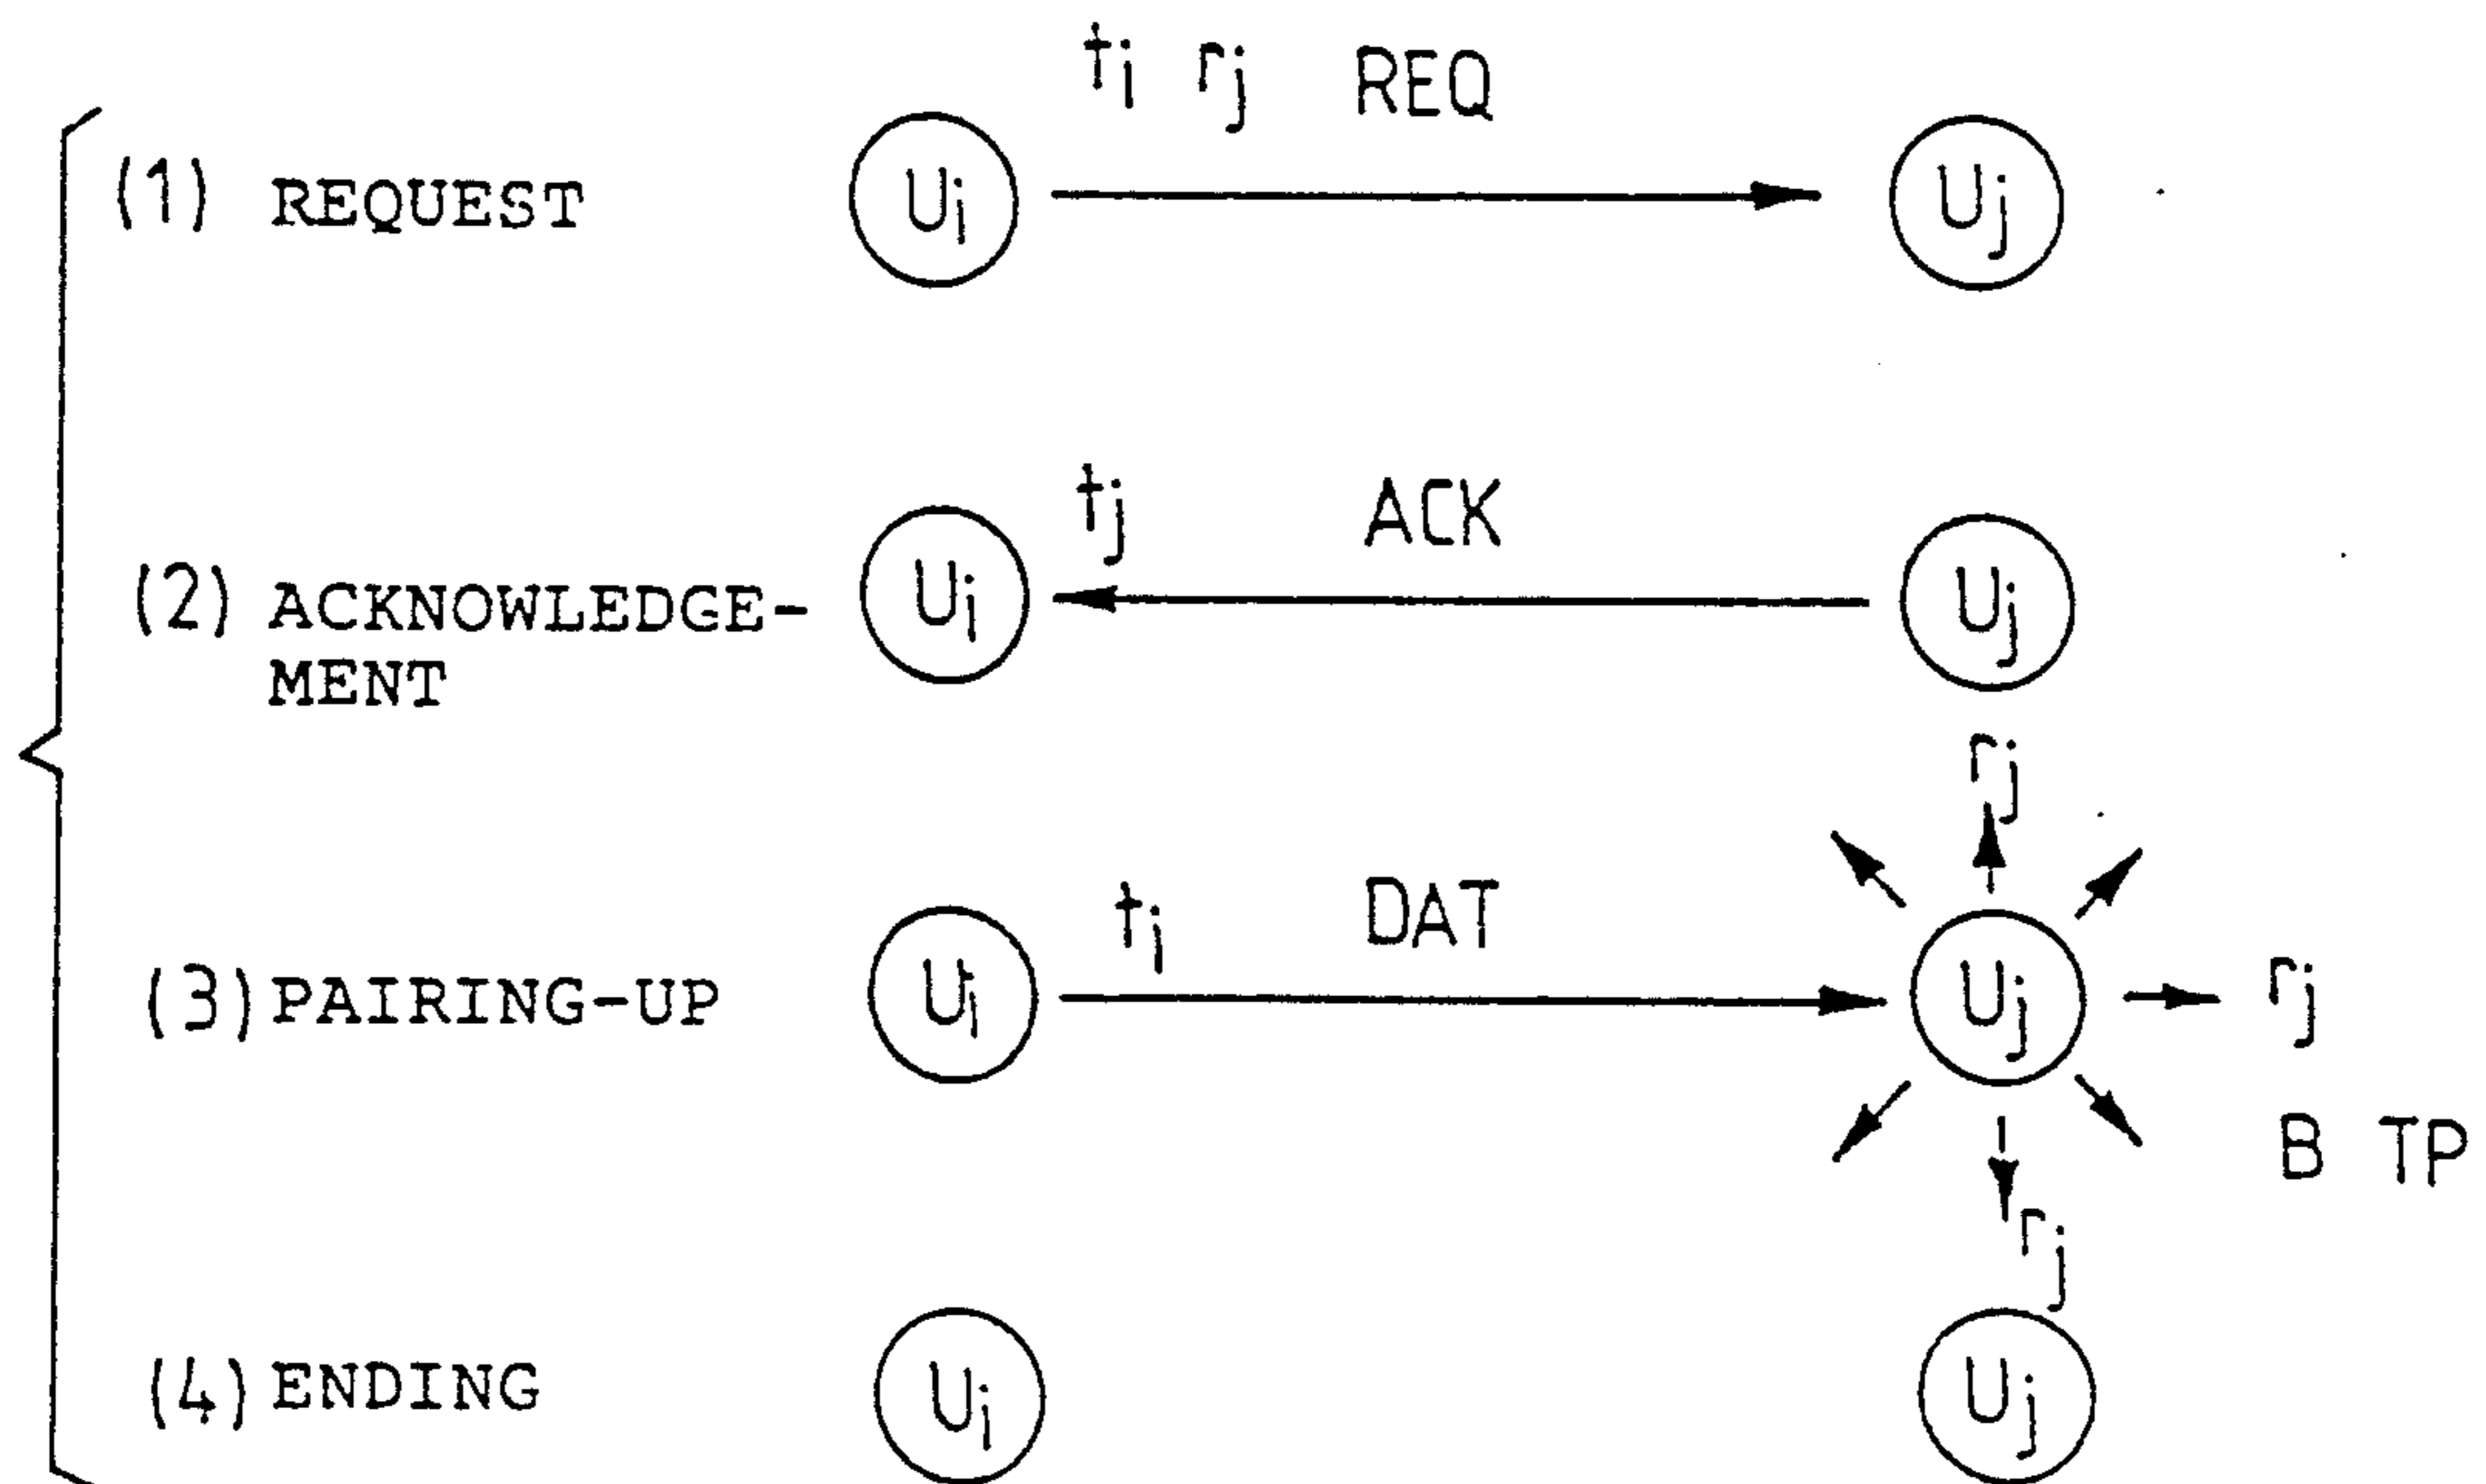 ti rj REQ
(1) REQUEST Ui Uj
tj ACK
(2) ACKNOWLEDGE- Ui Uj
MENT
rj
ti DAT
(3) PAIRING-UP Ui Uj rj
B TP
rj
(4) ENDING Ui Uj